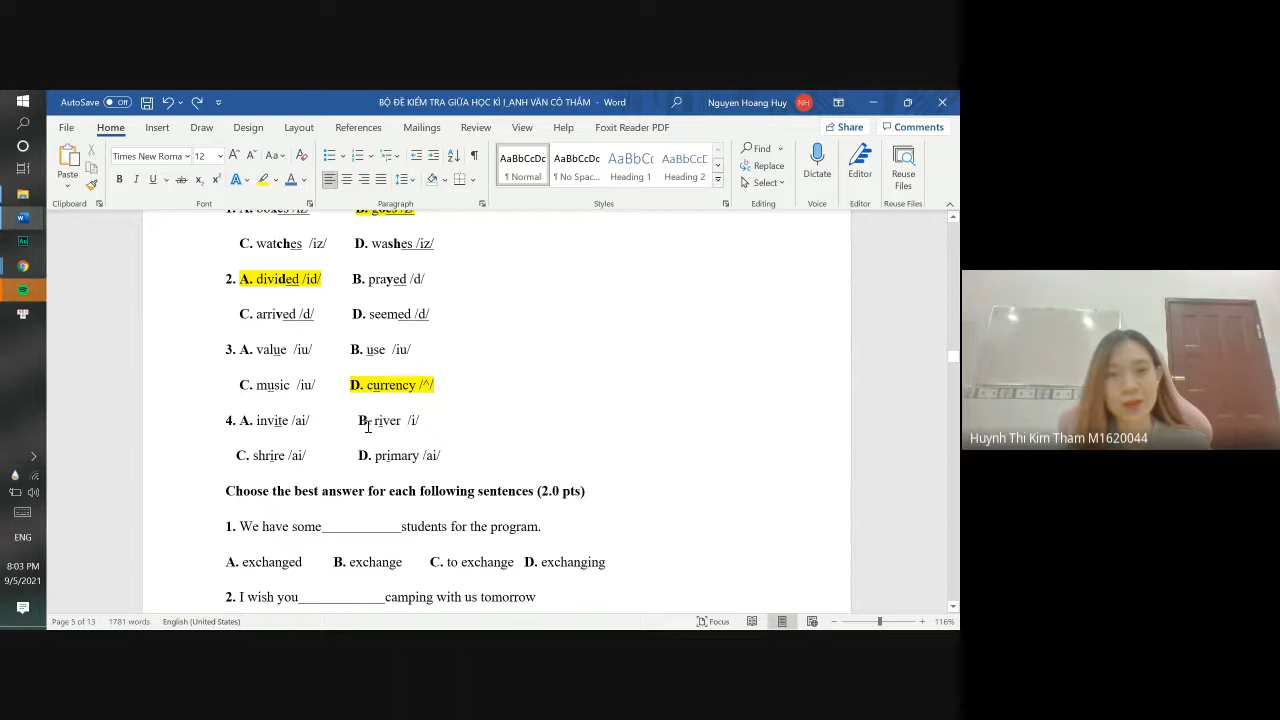 AutoSave Off BỘ ĐỀ KIỂM TRA GIỮA HỌC KÌ I_ANH VĂN CÔ THẮM - Word Nguyen Hoang Huy NH
File Home Insert Draw Design Layout References Mailings Review View Help Foxit Reader PDF Share Comments
Paste Times New Roma 12 AaBbCcDc AaBbCcDc AaBbCc AaBbCcE Find Replace Select Dictate Editor Reuse Files
¶ Normal ¶ No Spac... Heading 1 Heading 2
Clipboard Font Paragraph Styles Editing Voice Editor Reuse Files
C. watches /iz/ D. washes /iz/
2. A. divided /id/ B. prayed /d/
C. arrived /d/ D. seemed /d/
3. A. value /iu/ B. use /iu/
C. music /iu/ D. currency /^/
4. A. invite /ai/ B. river /i/
C. shrire /ai/ D. primary /ai/
Choose the best answer for each following sentences (2.0 pts)
1. We have some____________students for the program.
A. exchanged B. exchange C. to exchange D. exchanging
2. I wish you_____________camping with us tomorrow
Page 5 of 13 1781 words English (United States) Focus 116%
ENG
8:03 PM
9/5/2021
Huynh Thi Kim Tham M1620044